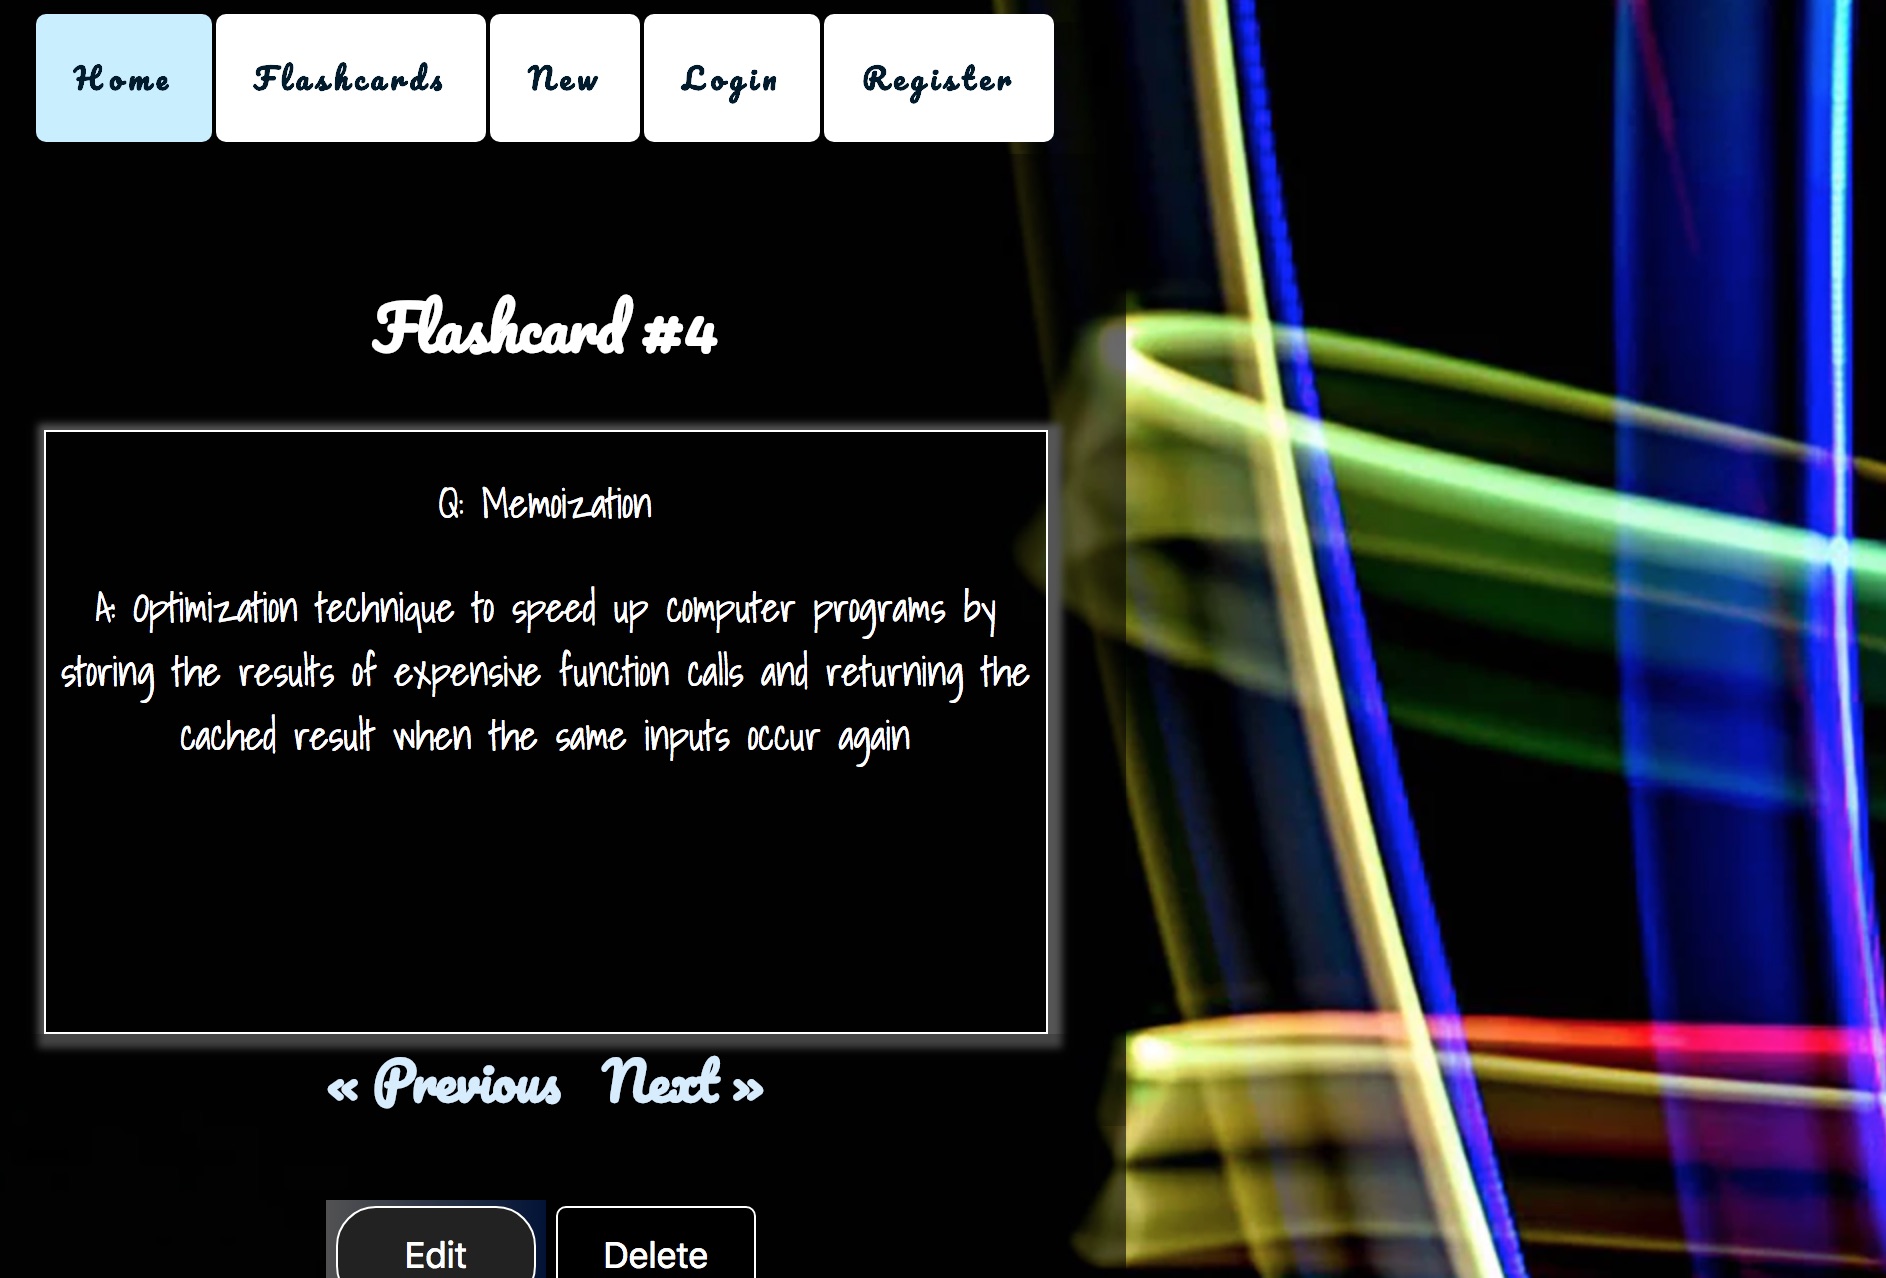 Home Flashcards New Login Register
Flashcard #4
Q: Memoization
A: Optimization technique to speed up computer programs by
storing the results of expensive function calls and returning the
cached result when the same inputs occur again
« Previous Next »
Edit Delete